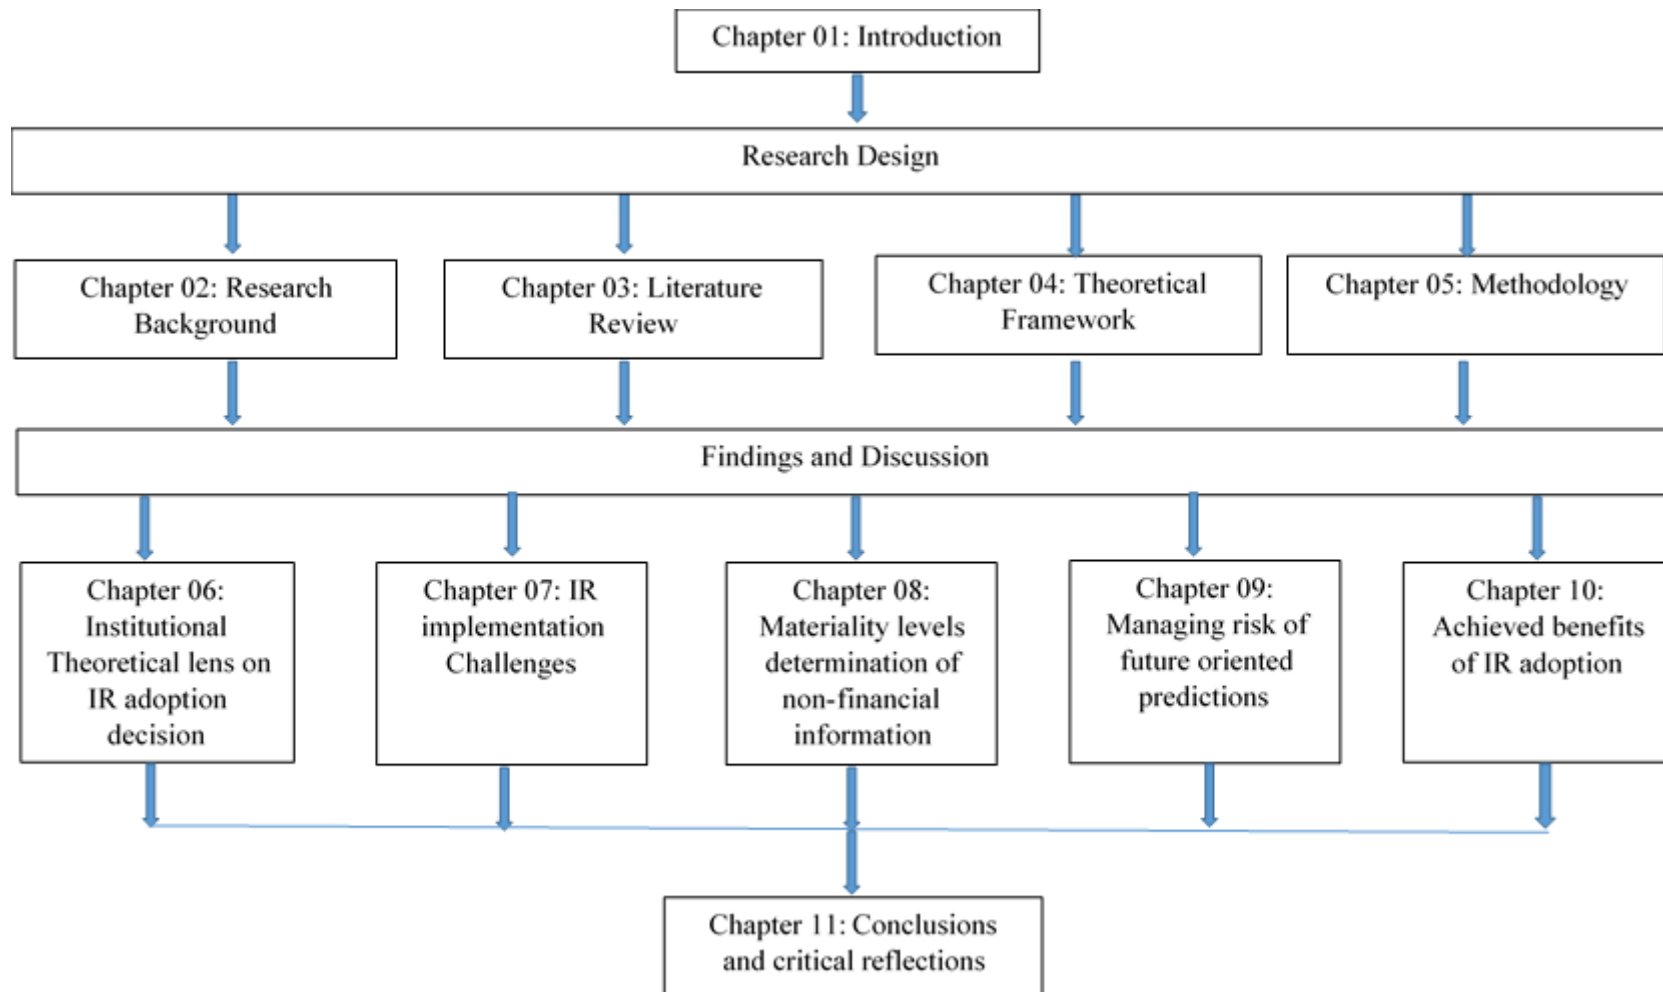 Chapter 01: Introduction
Research Design
Chapter 02: Research
Background
Chapter 03: Literature
Review
Chapter 04: Theoretical
Framework
Chapter 05: Methodology
Findings and Discussion
Chapter 06:
Institutional
Theoretical lens on
IR adoption
decision
Chapter 07: IR
implementation
Challenges
Chapter 08:
Materiality levels
determination of
non-financial
information
Chapter 09:
Managing risk of
future oriented
predictions
Chapter 10:
Achieved benefits
of IR adoption
Chapter 11: Conclusions
and critical reflections